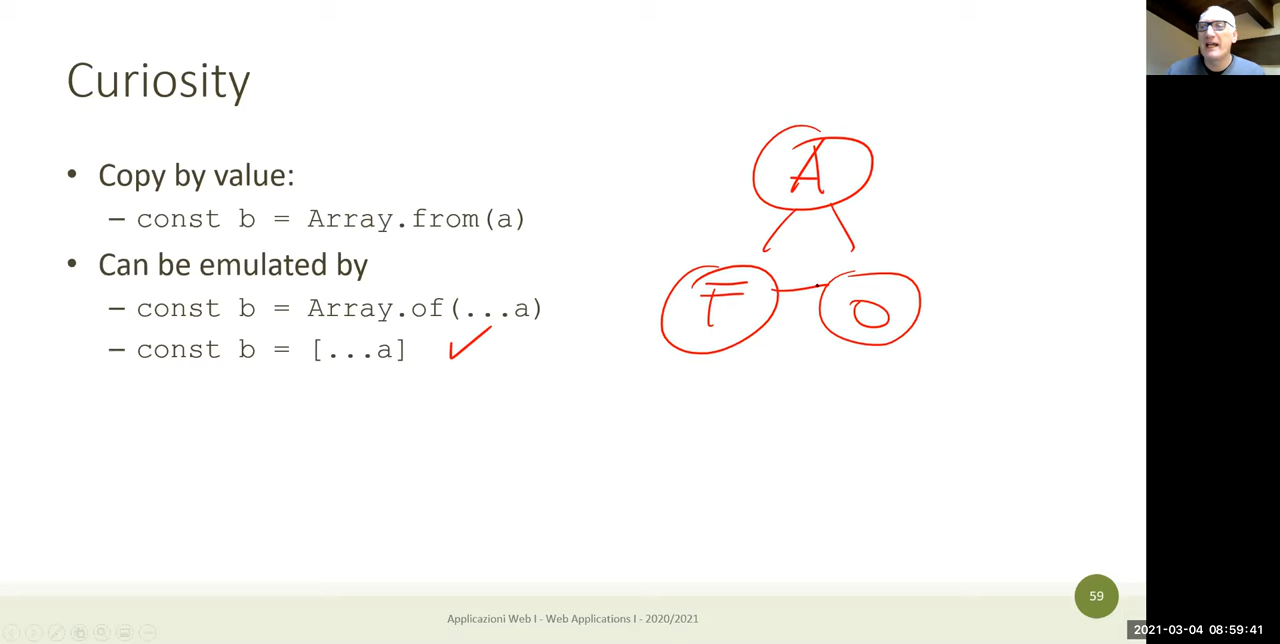 Curiosity
• Copy by value:
– const b = Array.from(a)
• Can be emulated by
– const b = Array.of(...a)
– const b = [...a]
A
F
O
59
Applicazioni Web I - Web Applications I - 2020/2021
2021-03-04 08:59:41